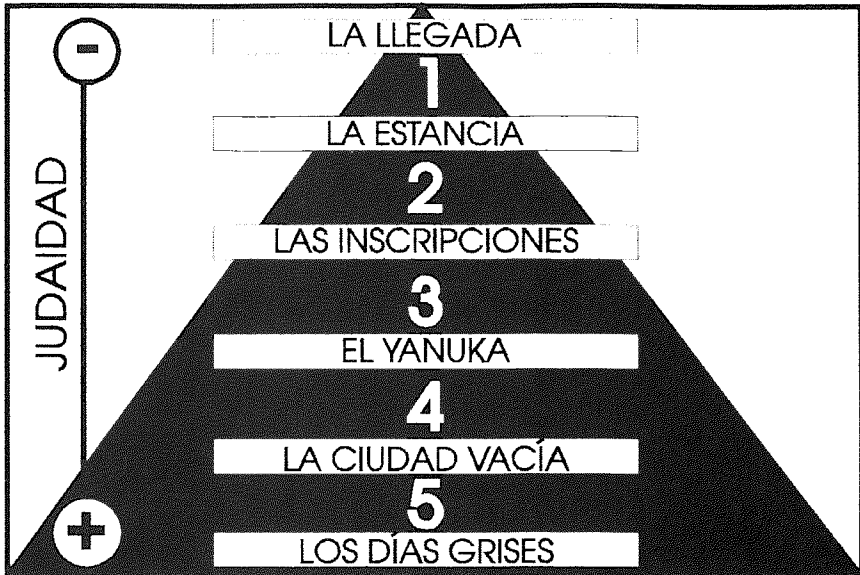 -
LA LLEGADA
1
LA ESTANCIA
2
LAS INSCRIPCIONES
3
EL YANUKA
4
LA CIUDAD VACÍA
5
LOS DÍAS GRISES
+
JUDAIDAD